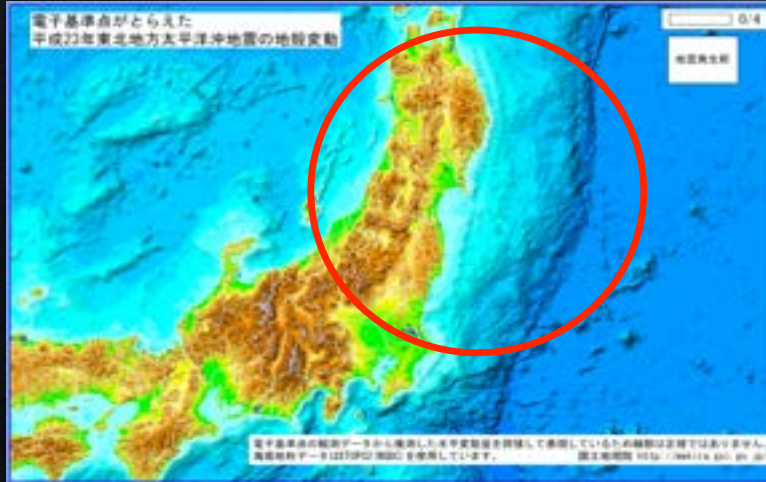 電子基準点がとらえた
平成23年東北地方太平洋沖地震の地殻変動
0/4
地震発生前
電子基準点の観測データから推測した水平変動量を誇張して表現しているため細部は正確ではありません。
海底地形データは を使用しています。
国土地理院